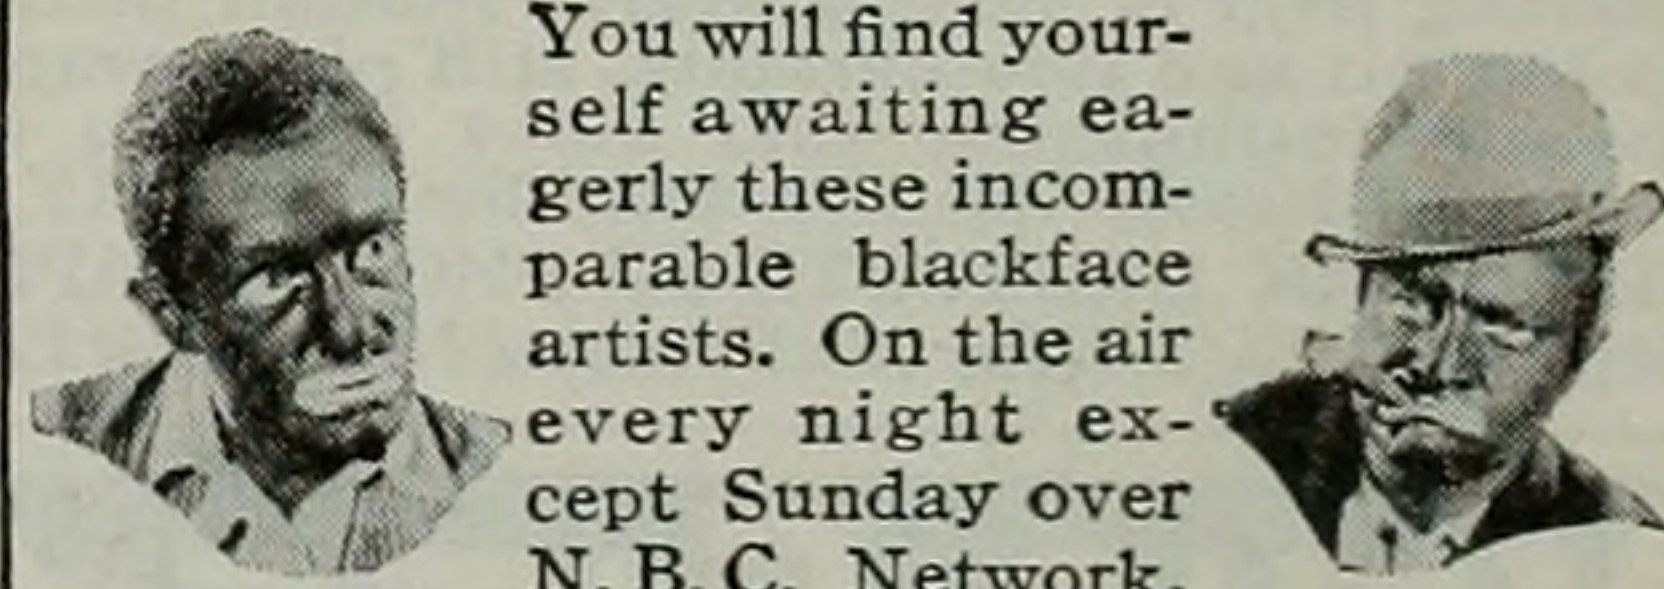 You will find your-
self awaiting ea-
gerly these incom-
parable blackface
artists. On the air
every night ex-
cept Sunday over
N. B. C. Network.